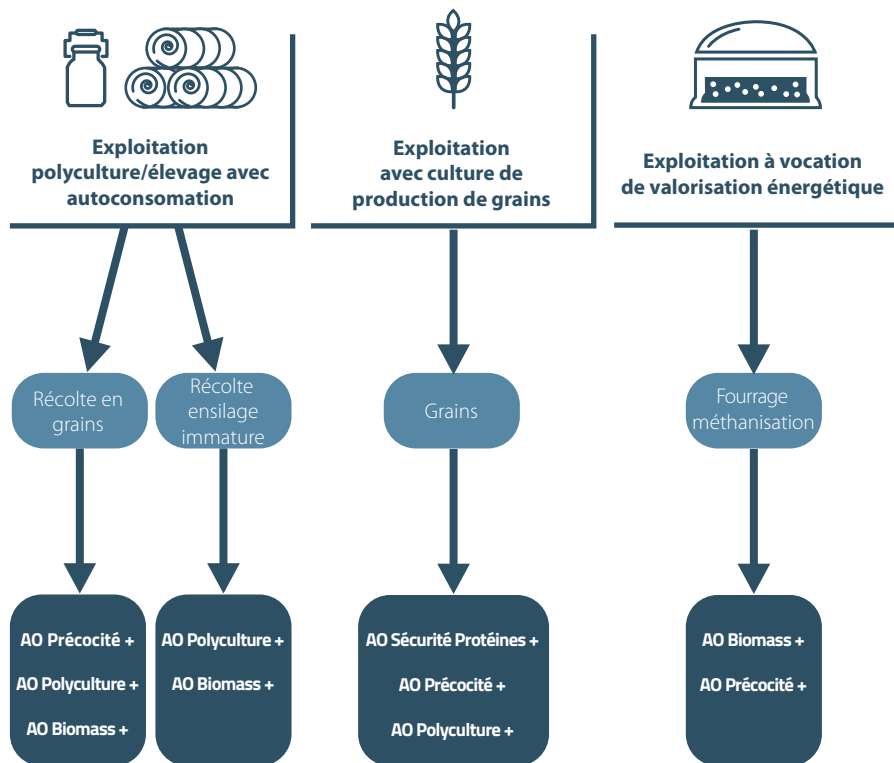 Exploitation
polyculture/élevage avec
autoconsomation
Exploitation
avec culture de
production de grains
Exploitation à vocation
de valorisation énergétique
Récolte en
grains
Récolte
ensilage
immature
Grains
Fourrage
méthanisation
AO Précocité +
AO Polyculture +
AO Biomass +
AO Polyculture +
AO Biomass +
AO Sécurité Protéines +
AO Précocité +
AO Polyculture +
AO Biomass +
AO Précocité +